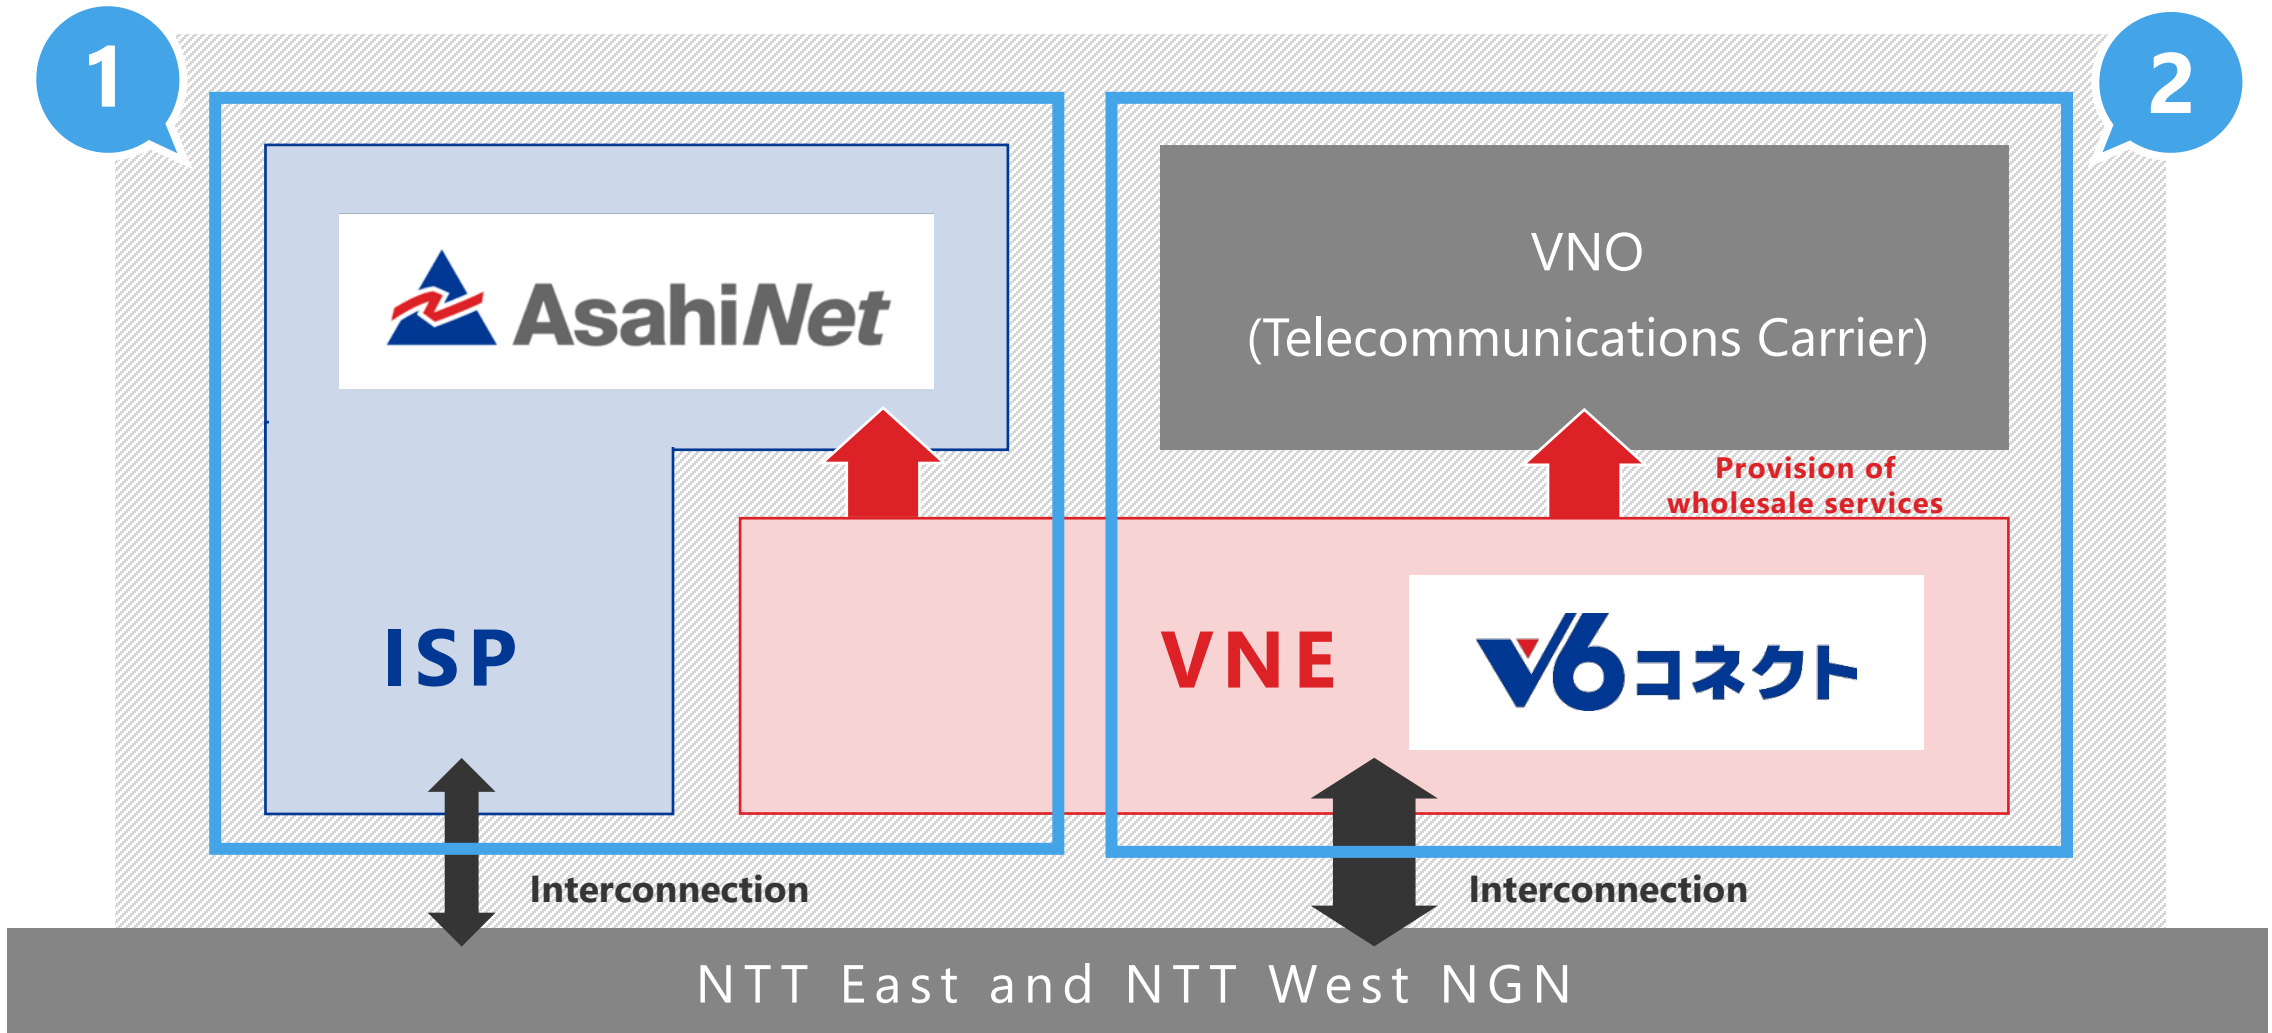 1
2
AsahiNet
VNO
(Telecommunications Carrier)
Provision of
wholesale services
ISP
VNE
V6コネクト
Interconnection
Interconnection
NTT East and NTT West NGN